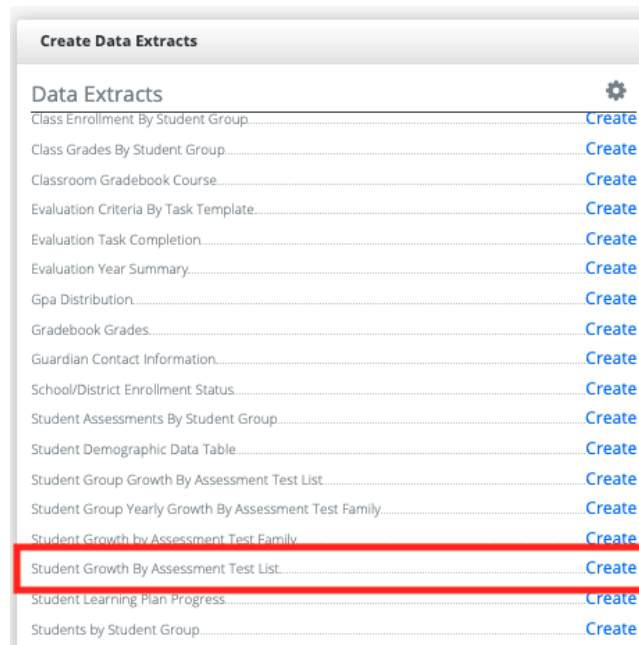 Create Data Extracts
Data Extracts
Class Enrollment By Student Group Create
Class Grades By Student Group Create
Classroom Gradebook Course Create
Evaluation Criteria By Task Template Create
Evaluation Task Completion Create
Evaluation Year Summary Create
Gpa Distribution Create
Gradebook Grades Create
Guardian Contact Information Create
School/District Enrollment Status Create
Student Assessments By Student Group Create
Student Demographic Data Table Create
Student Group Growth By Assessment Test List Create
Student Group Yearly Growth By Assessment Test Family Create
Student Growth by Assessment Test Family Create
Student Growth By Assessment Test List Create
Student Learning Plan Progress Create
Students by Student Group Create